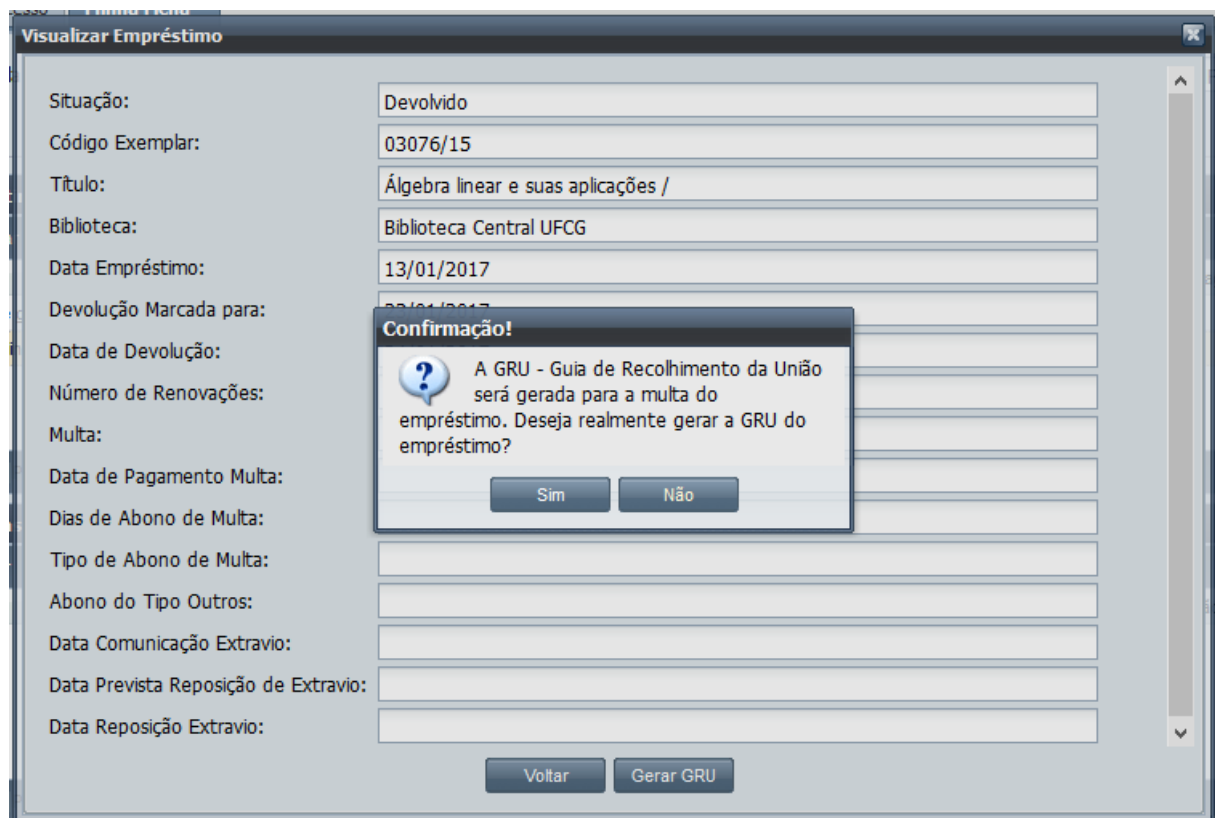 Visualizar Empréstimo
Situação: Devolvido
Código Exemplar: 03076/15
Título: Álgebra linear e suas aplicações /
Biblioteca: Biblioteca Central UFCG
Data Empréstimo: 13/01/2017
Devolução Marcada para: 23/01/2017
Data de Devolução:
Número de Renovações:
Multa:
Data de Pagamento Multa:
Dias de Abono de Multa:
Tipo de Abono de Multa:
Abono do Tipo Outros:
Data Comunicação Extravio:
Data Prevista Reposição de Extravio:
Data Reposição Extravio:
Confirmação!
A GRU - Guia de Recolhimento da União
será gerada para a multa do
empréstimo. Deseja realmente gerar a GRU do
empréstimo?
Sim Não
Voltar Gerar GRU